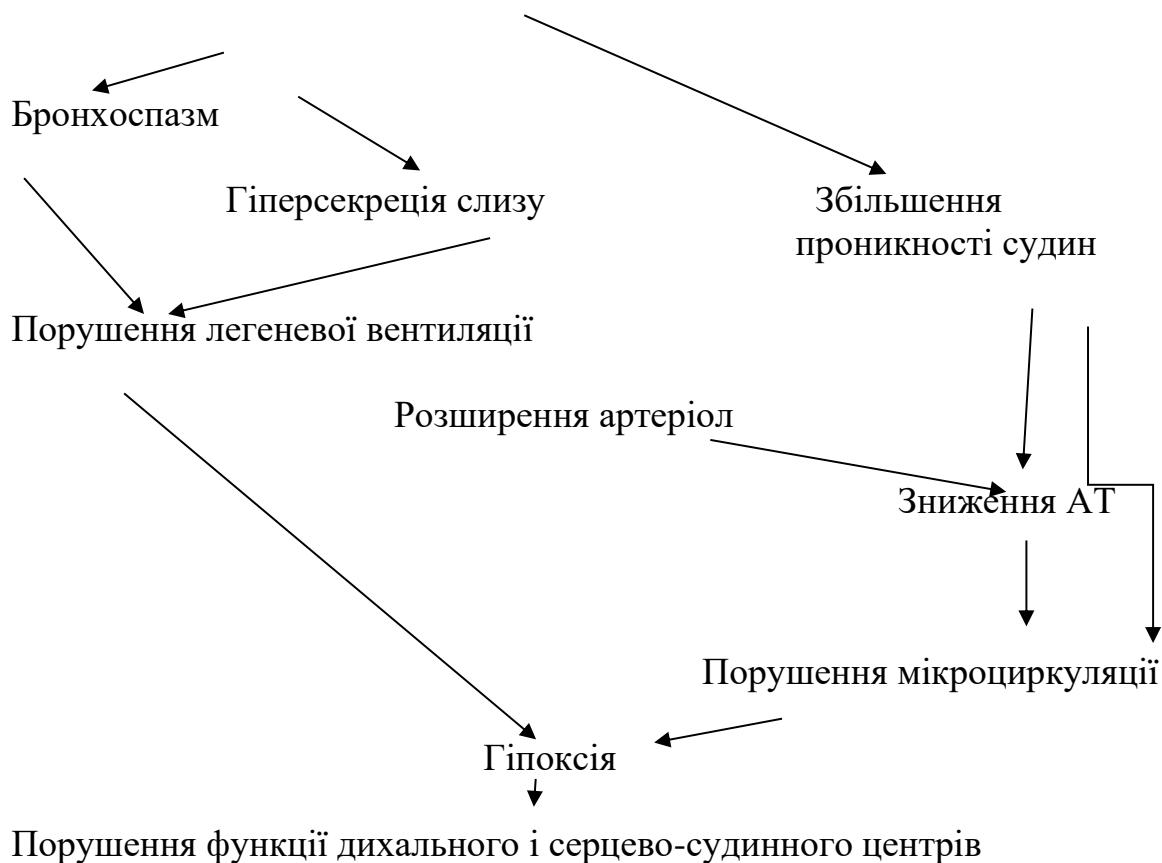 Бронхоспазм
Гіперсекреція слизу
Збільшення
проникності судин
Порушення легеневої вентиляції
Розширення артеріол
Зниження АТ
Порушення мікроциркуляції
Гіпоксія
Порушення функції дихального і серцево-судинного центрів